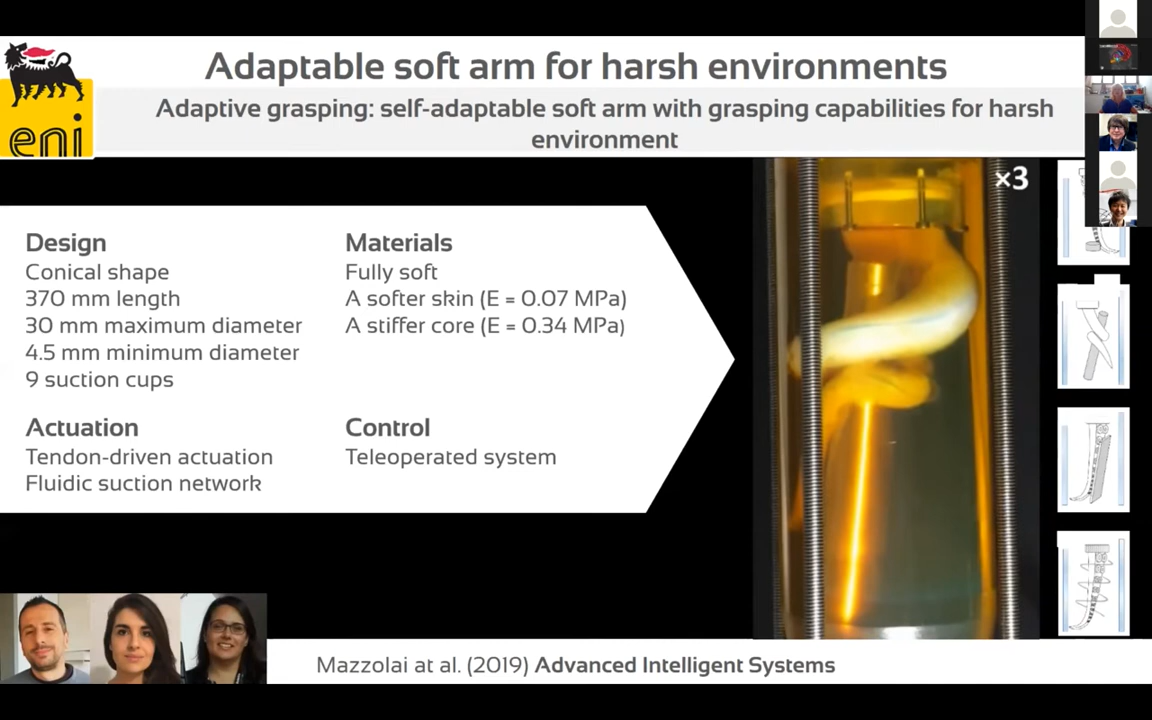 Adaptable soft arm for harsh environments
Adaptive grasping: self-adaptable soft arm with grasping capabilities for harsh
environment
eni
×3
Design
Conical shape
370 mm length
30 mm maximum diameter
4.5 mm minimum diameter
9 suction cups
Materials
Fully soft
A softer skin (E = 0.07 MPa)
A stiffer core (E = 0.34 MPa)
Actuation
Tendon-driven actuation
Fluidic suction network
Control
Teleoperated system
Mazzolai at al. (2019) Advanced Intelligent Systems